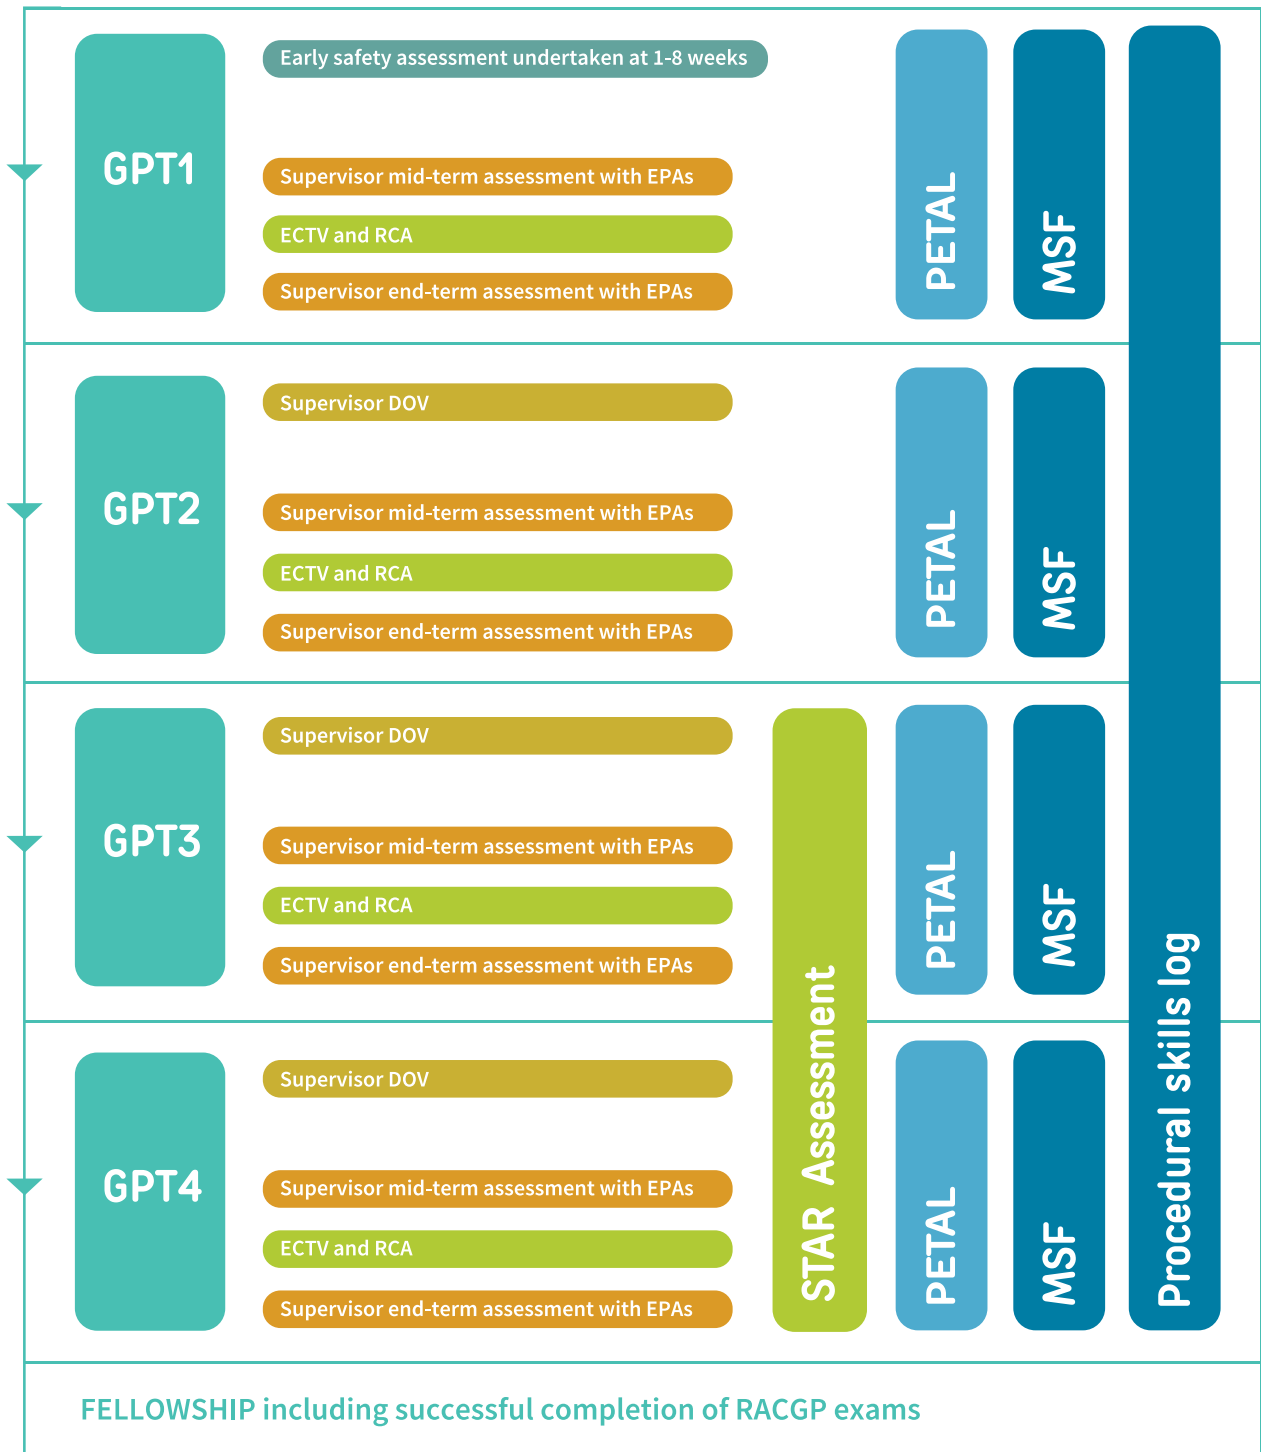 GPT1
Early safety assessment undertaken at 1-8 weeks
Supervisor mid-term assessment with EPAs
ECTV and RCA
Supervisor end-term assessment with EPAs
PETAL
MSF
GPT2
Supervisor DOV
Supervisor mid-term assessment with EPAs
ECTV and RCA
Supervisor end-term assessment with EPAs
PETAL
MSF
GPT3
Supervisor DOV
Supervisor mid-term assessment with EPAs
ECTV and RCA
Supervisor end-term assessment with EPAs
PETAL
MSF
GPT4
Supervisor DOV
Supervisor mid-term assessment with EPAs
ECTV and RCA
Supervisor end-term assessment with EPAs
STAR Assessment
PETAL
MSF
Procedural skills log
FELLOWSHIP including successful completion of RACGP exams